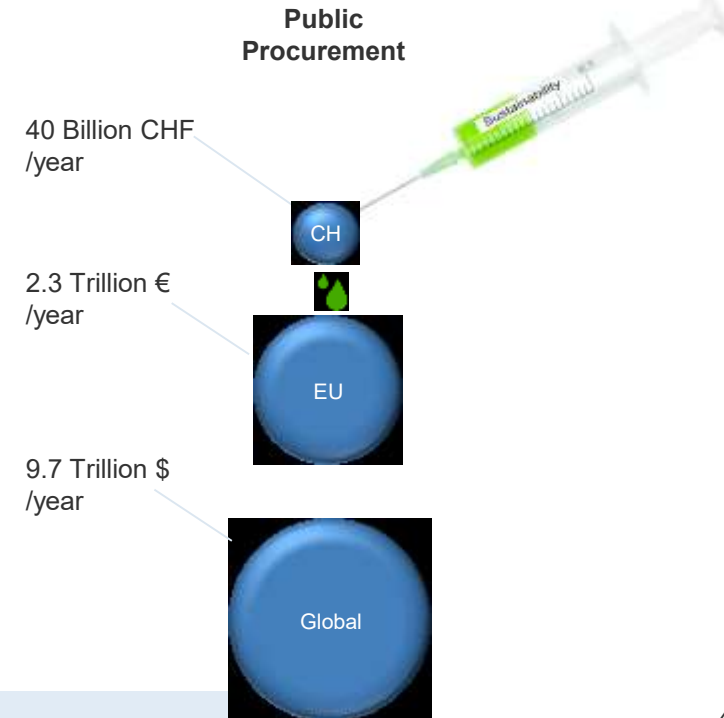 Public
Procurement
Sustainability
40 Billion CHF
/year
CH
2.3 Trillion €
/year
EU
9.7 Trillion $
/year
Global